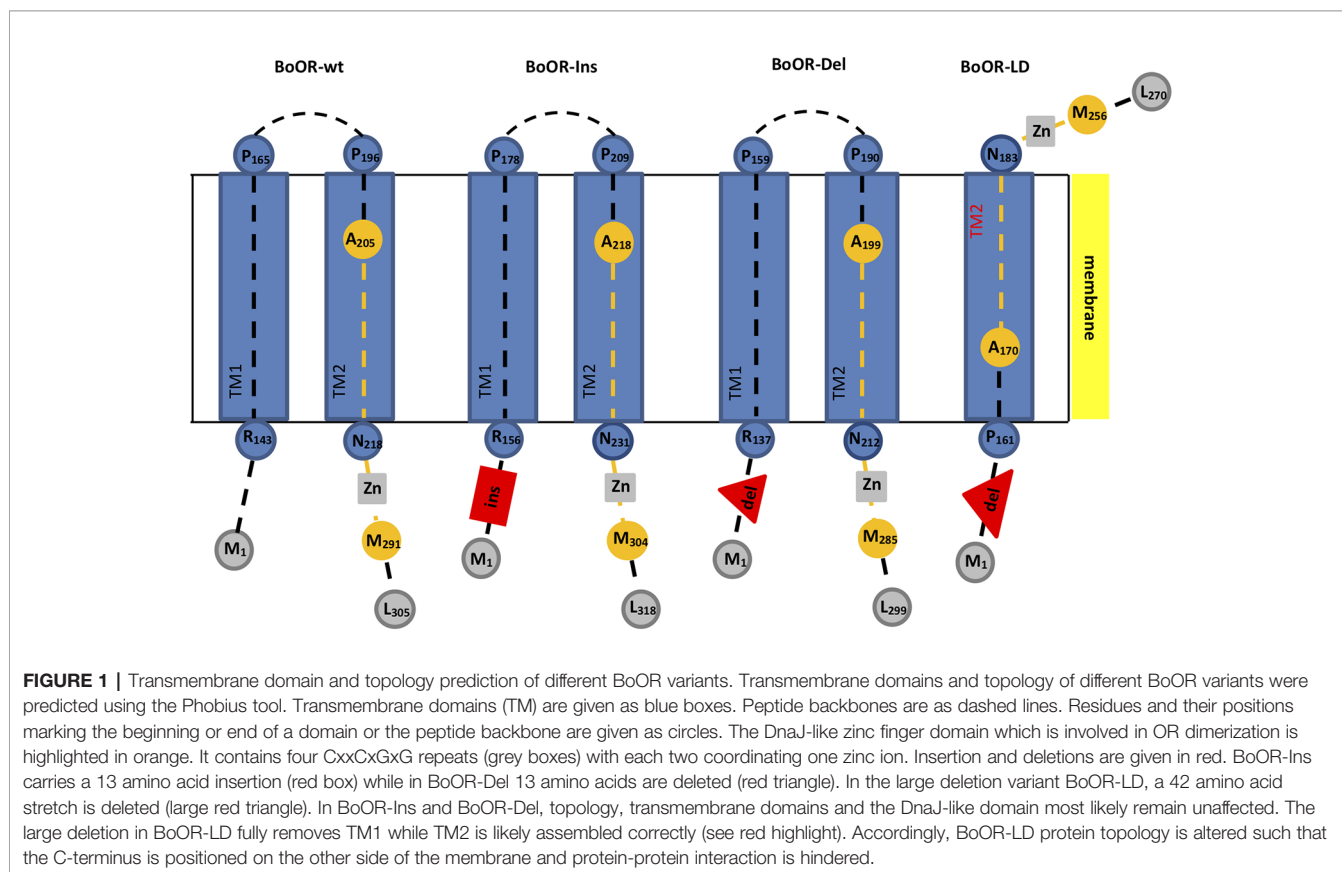 BoOR-wt BoOR-Ins BoOR-Del BoOR-LD
L270
M256
Zn
P165 P196 P178 P209 P159 P190 N183
TM2
A205 A218 A199
membrane
A170
TM1 TM2 TM1 TM2 TM1 TM2
R143 N218 R156 N231 R137 N212 P161
Zn ins Zn del Zn del
M1 M291 M1 M304 M1 M285 M1
L305 L318 L299
FIGURE 1 | Transmembrane domain and topology prediction of different BoOR variants. Transmembrane domains and topology of different BoOR variants were
predicted using the Phobius tool. Transmembrane domains (TM) are given as blue boxes. Peptide backbones are as dashed lines. Residues and their positions
marking the beginning or end of a domain or the peptide backbone are given as circles. The DnaJ-like zinc finger domain which is involved in OR dimerization is
highlighted in orange. It contains four CxxCxGxG repeats (grey boxes) with each two coordinating one zinc ion. Insertion and deletions are given in red. BoOR-Ins
carries a 13 amino acid insertion (red box) while in BoOR-Del 13 amino acids are deleted (red triangle). In the large deletion variant BoOR-LD, a 42 amino acid
stretch is deleted (large red triangle). In BoOR-Ins and BoOR-Del, topology, transmembrane domains and the DnaJ-like domain most likely remain unaffected. The
large deletion in BoOR-LD fully removes TM1 while TM2 is likely assembled correctly (see red highlight). Accordingly, BoOR-LD protein topology is altered such that
the C-terminus is positioned on the other side of the membrane and protein-protein interaction is hindered.